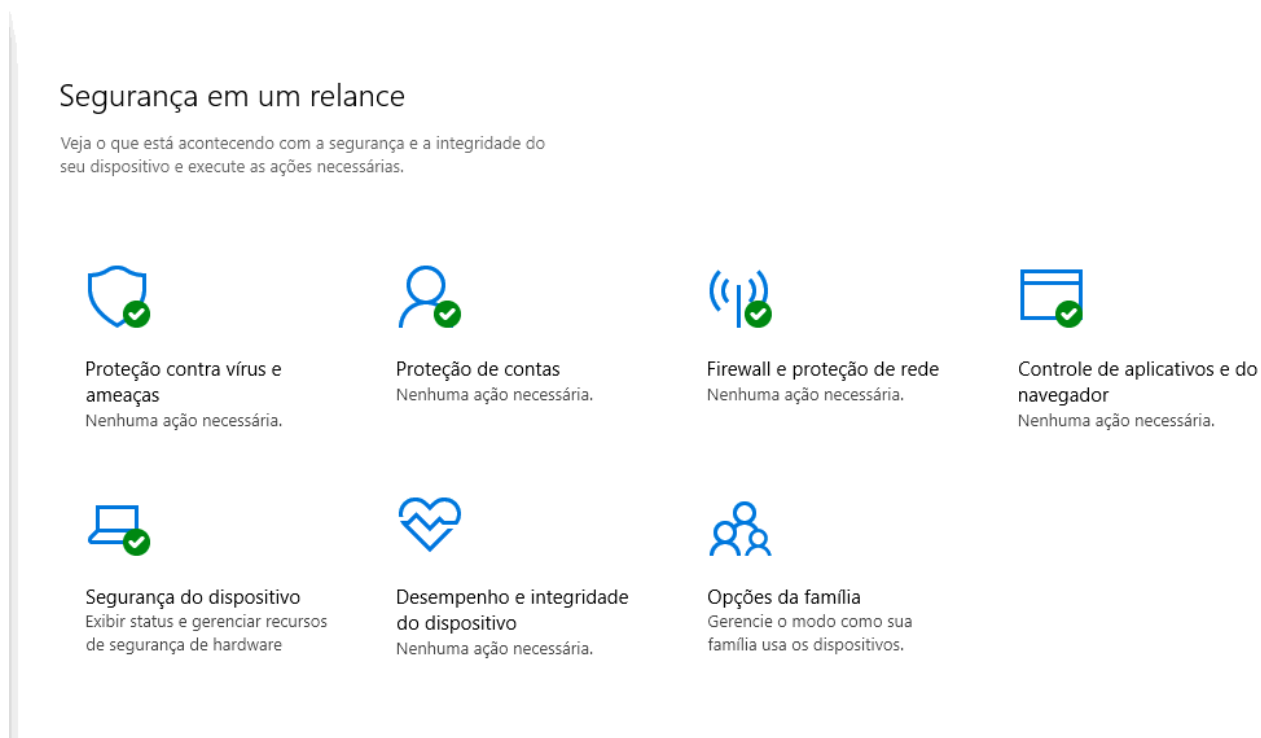 Segurança em um relance
Veja o que está acontecendo com a segurança e a integridade do
seu dispositivo e execute as ações necessárias.
Proteção contra vírus e
ameaças
Nenhuma ação necessária.
Proteção de contas
Nenhuma ação necessária.
Firewall e proteção de rede
Nenhuma ação necessária.
Controle de aplicativos e do
navegador
Nenhuma ação necessária.
Segurança do dispositivo
Exibir status e gerenciar recursos
de segurança de hardware
Desempenho e integridade
do dispositivo
Nenhuma ação necessária.
Opções da família
Gerencie o modo como sua
família usa os dispositivos.